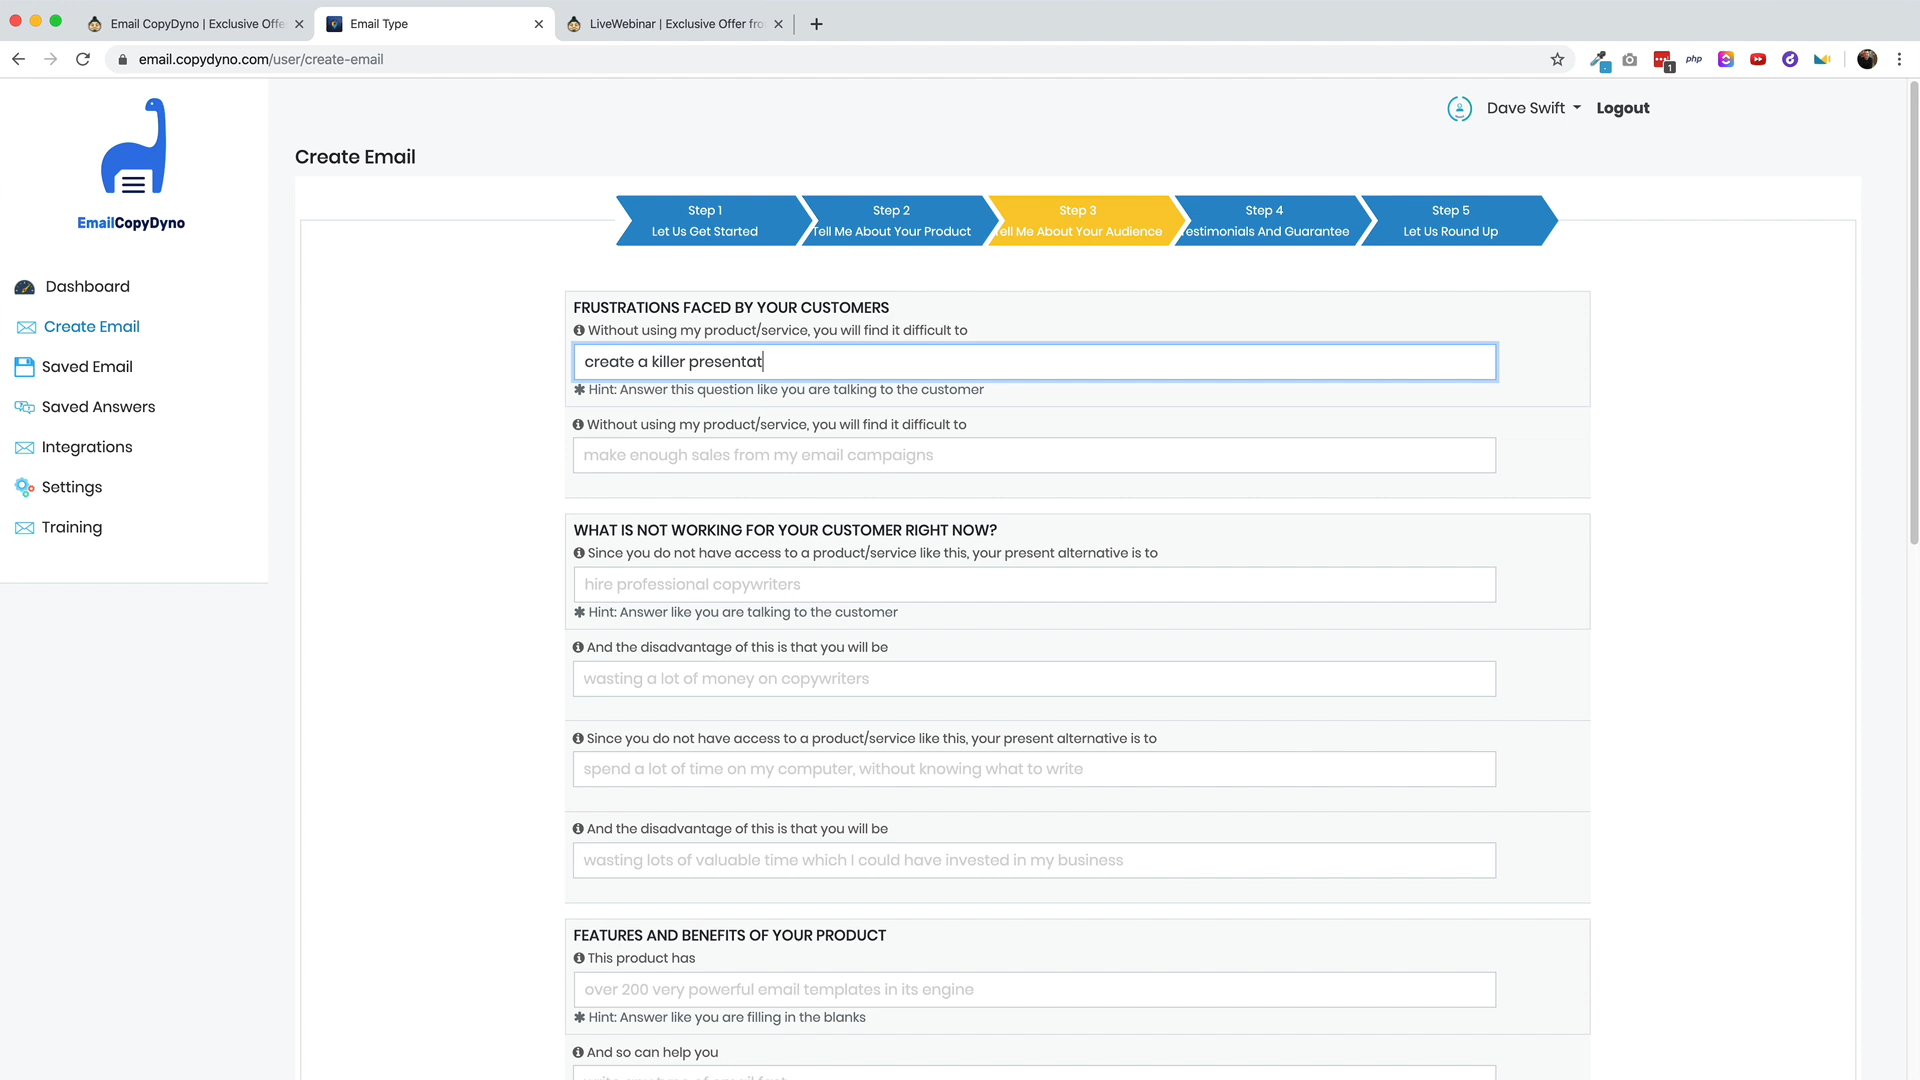 Email CopyDyno | Exclusive Offe
Email Type
LiveWebinar | Exclusive Offer fro
email.copydyno.com/user/create-email
1
php
Dave Swift
Logout
EmailCopyDyno
Dashboard
Create Email
Saved Email
Saved Answers
Integrations
Settings
Training
Create Email
Step 1
Let Us Get Started
Step 2
Tell Me About Your Product
Step 3
Tell Me About Your Audience
Step 4
Testimonials And Guarantee
Step 5
Let Us Round Up
FRUSTRATIONS FACED BY YOUR CUSTOMERS
Without using my product/service, you will find it difficult to
create a killer presentat
✱ Hint: Answer this question like you are talking to the customer
Without using my product/service, you will find it difficult to
make enough sales from my email campaigns
WHAT IS NOT WORKING FOR YOUR CUSTOMER RIGHT NOW?
Since you do not have access to a product/service like this, your present alternative is to
hire professional copywriters
✱ Hint: Answer like you are talking to the customer
And the disadvantage of this is that you will be
wasting a lot of money on copywriters
Since you do not have access to a product/service like this, your present alternative is to
spend a lot of time on my computer, without knowing what to write
And the disadvantage of this is that you will be
wasting lots of valuable time which I could have invested in my business
FEATURES AND BENEFITS OF YOUR PRODUCT
This product has
over 200 very powerful email templates in its engine
✱ Hint: Answer like you are filling in the blanks
And so can help you